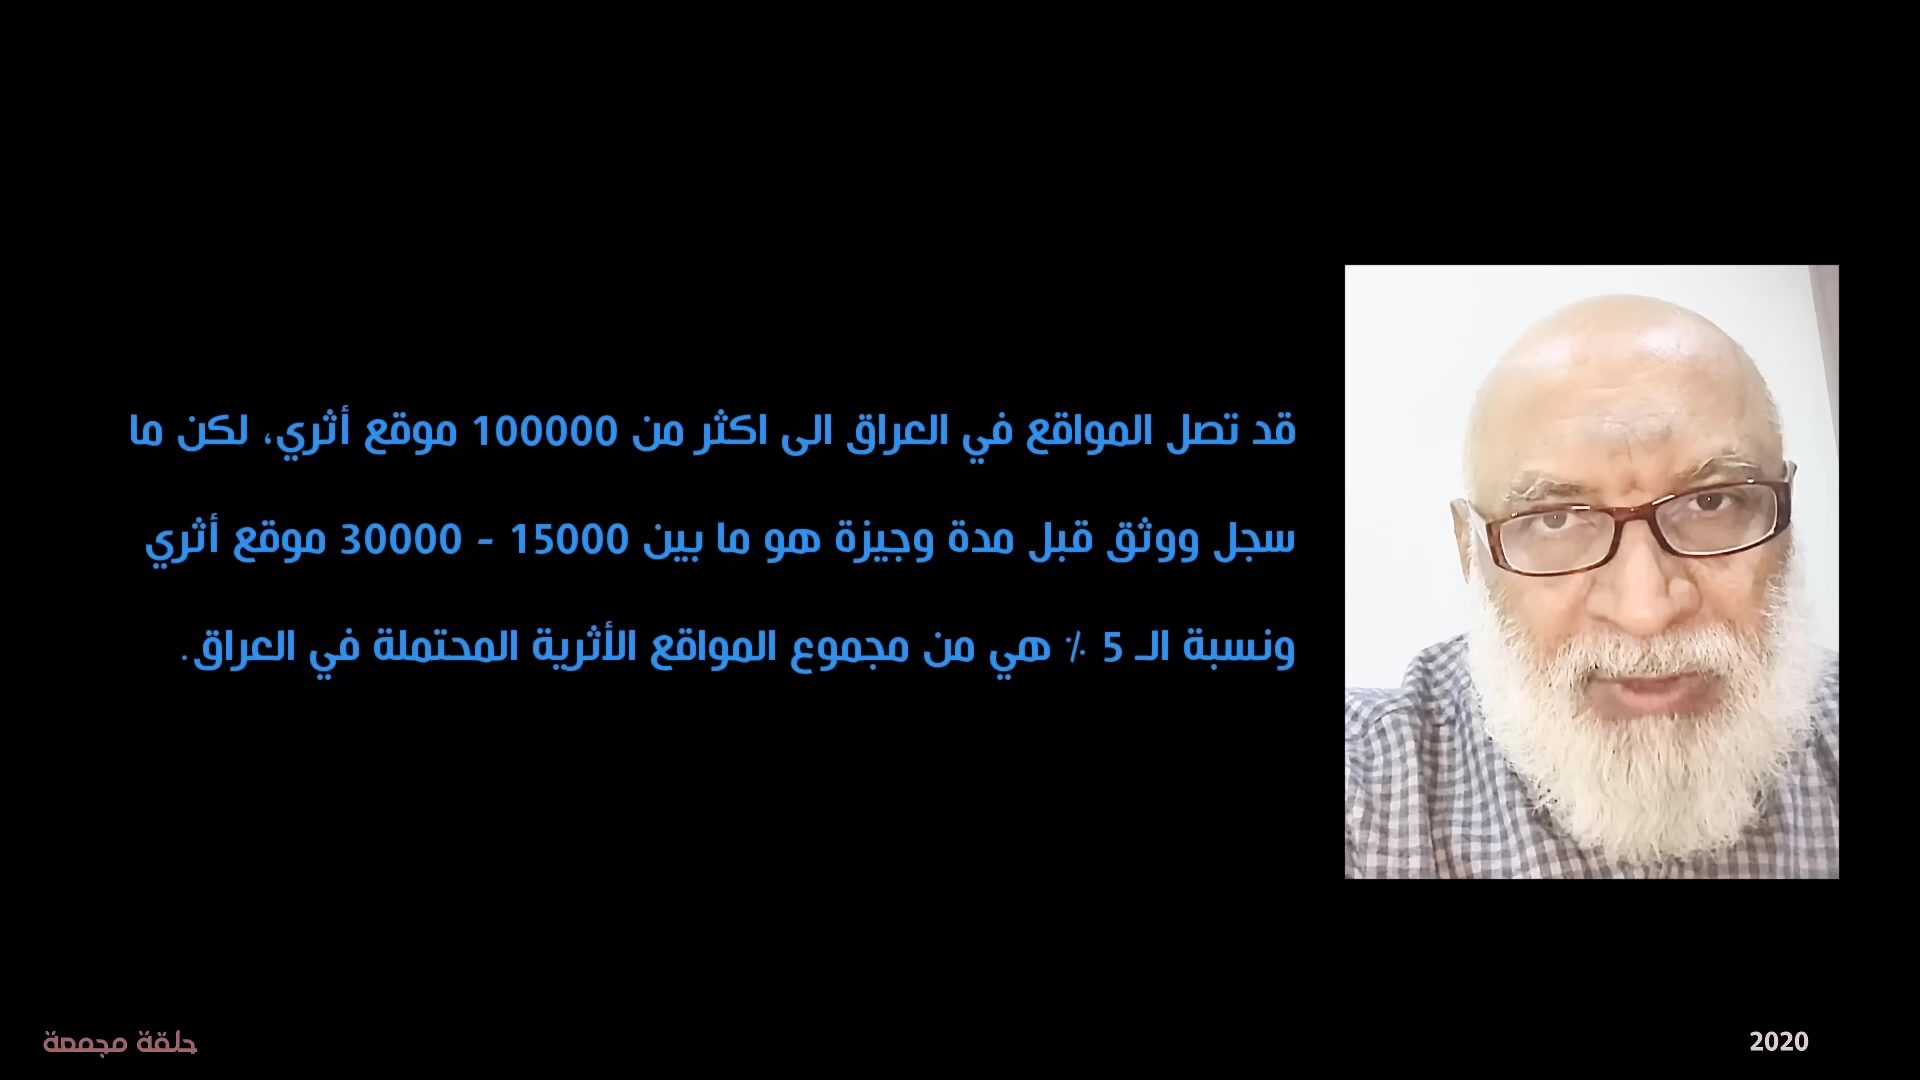 قد تصل المواقع في العراق الى اكثر من 100000 موقع أثري، لكن ما
سجل ووثق قبل مدة وجيزة هو ما بين 15000 - 30000 موقع أثري
ونسبة الـ 5 ٪ هي من مجموع المواقع الأثرية المحتملة في العراق.
2020
حلقة مجمعة